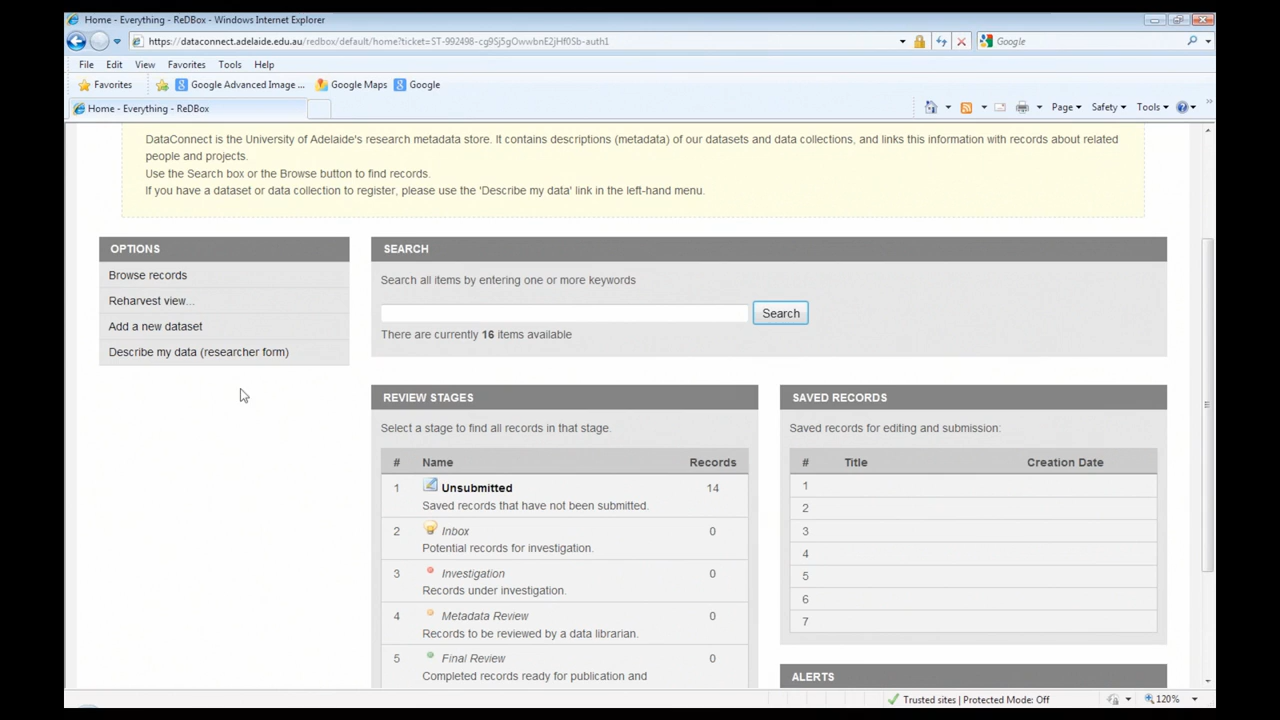 Home - Everything - ReDBox - Windows Internet Explorer
https://dataconnect.adelaide.edu.au/redbox/default/home?ticket=ST-992498-cg9Sj5gOwwbnE2jHf0Sb-auth1
Google
File Edit View Favorites Tools Help
Favorites Google Advanced Image ... Google Maps Google
Home - Everything - ReDBox
Page Safety Tools
DataConnect is the University of Adelaide's research metadata store. It contains descriptions (metadata) of our datasets and data collections, and links this information with records about related
people and projects.
Use the Search box or the Browse button to find records.
If you have a dataset or data collection to register, please use the 'Describe my data' link in the left-hand menu.
OPTIONS
Browse records
Reharvest view...
Add a new dataset
Describe my data (researcher form)
SEARCH
Search all items by entering one or more keywords
Search
There are currently 16 items available
REVIEW STAGES
Select a stage to find all records in that stage.
# Name Records
1 Unsubmitted 14
Saved records that have not been submitted.
2 Inbox 0
Potential records for investigation.
3 Investigation 0
Records under investigation.
4 Metadata Review 0
Records to be reviewed by a data librarian.
5 Final Review 0
Completed records ready for publication and
SAVED RECORDS
Saved records for editing and submission:
# Title Creation Date
1
2
3
4
5
6
7
ALERTS
Trusted sites | Protected Mode: Off
120%